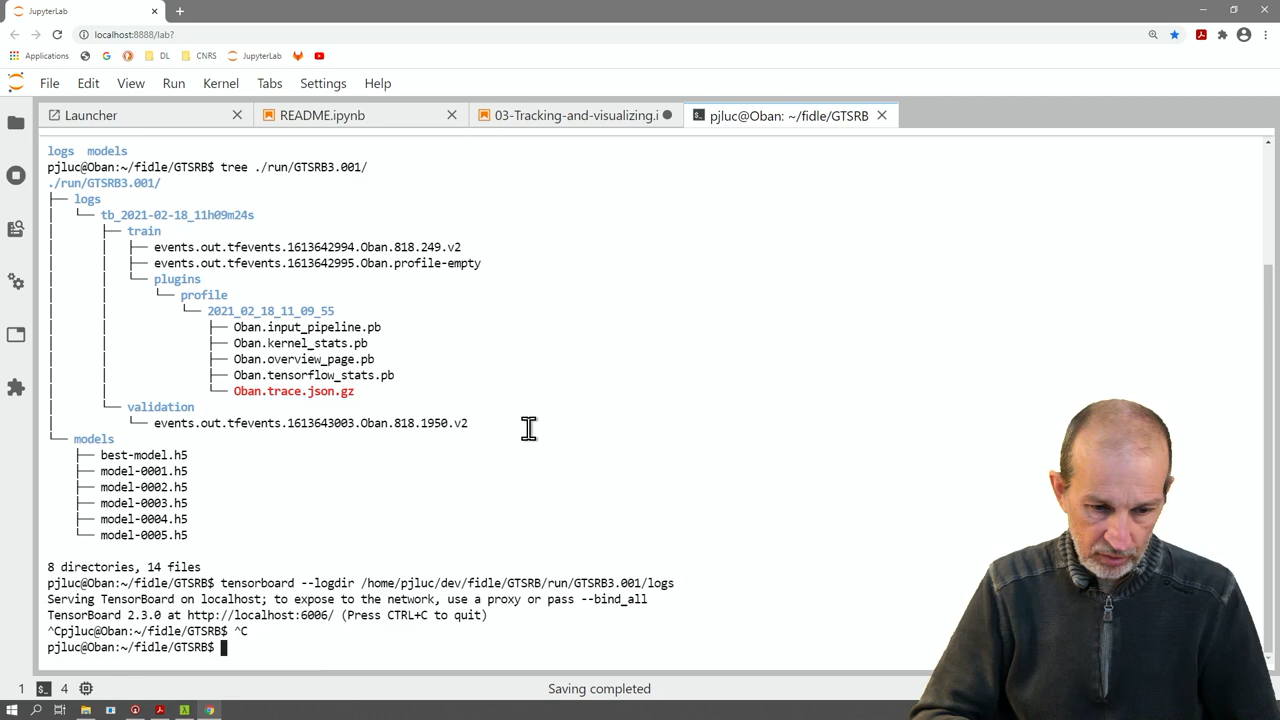 JupyterLab
localhost:8888/lab?
Applications
DL
CNRS
JupyterLab
File Edit View Run Kernel Tabs Settings Help
Launcher
README.ipynb
03-Tracking-and-visualizing.i
pjluc@Oban: ~/fidle/GTSRB
logs models
pjluc@Oban:~/fidle/GTSRB$ tree ./run/GTSRB3.001/
./run/GTSRB3.001/
├── logs
│   └── tb_2021-02-18_11h09m24s
│       ├── train
│       │   ├── events.out.tfevents.1613642994.Oban.818.249.v2
│       │   ├── events.out.tfevents.1613642995.Oban.profile-empty
│       │   └── plugins
│       │       └── profile
│       │           └── 2021_02_18_11_09_55
│       │               ├── Oban.input_pipeline.pb
│       │               ├── Oban.kernel_stats.pb
│       │               ├── Oban.overview_page.pb
│       │               ├── Oban.tensorflow_stats.pb
│       │               └── Oban.trace.json.gz
│       └── validation
│           └── events.out.tfevents.1613643003.Oban.818.1950.v2
└── models
    ├── best-model.h5
    ├── model-0001.h5
    ├── model-0002.h5
    ├── model-0003.h5
    ├── model-0004.h5
    └── model-0005.h5
8 directories, 14 files
pjluc@Oban:~/fidle/GTSRB$ tensorboard --logdir /home/pjluc/dev/fidle/GTSRB/run/GTSRB3.001/logs
Serving TensorBoard on localhost; to expose to the network, use a proxy or pass --bind_all
TensorBoard 2.3.0 at http://localhost:6006/ (Press CTRL+C to quit)
^Cpjluc@Oban:~/fidle/GTSRB$ ^C
pjluc@Oban:~/fidle/GTSRB$
1 4 Saving completed